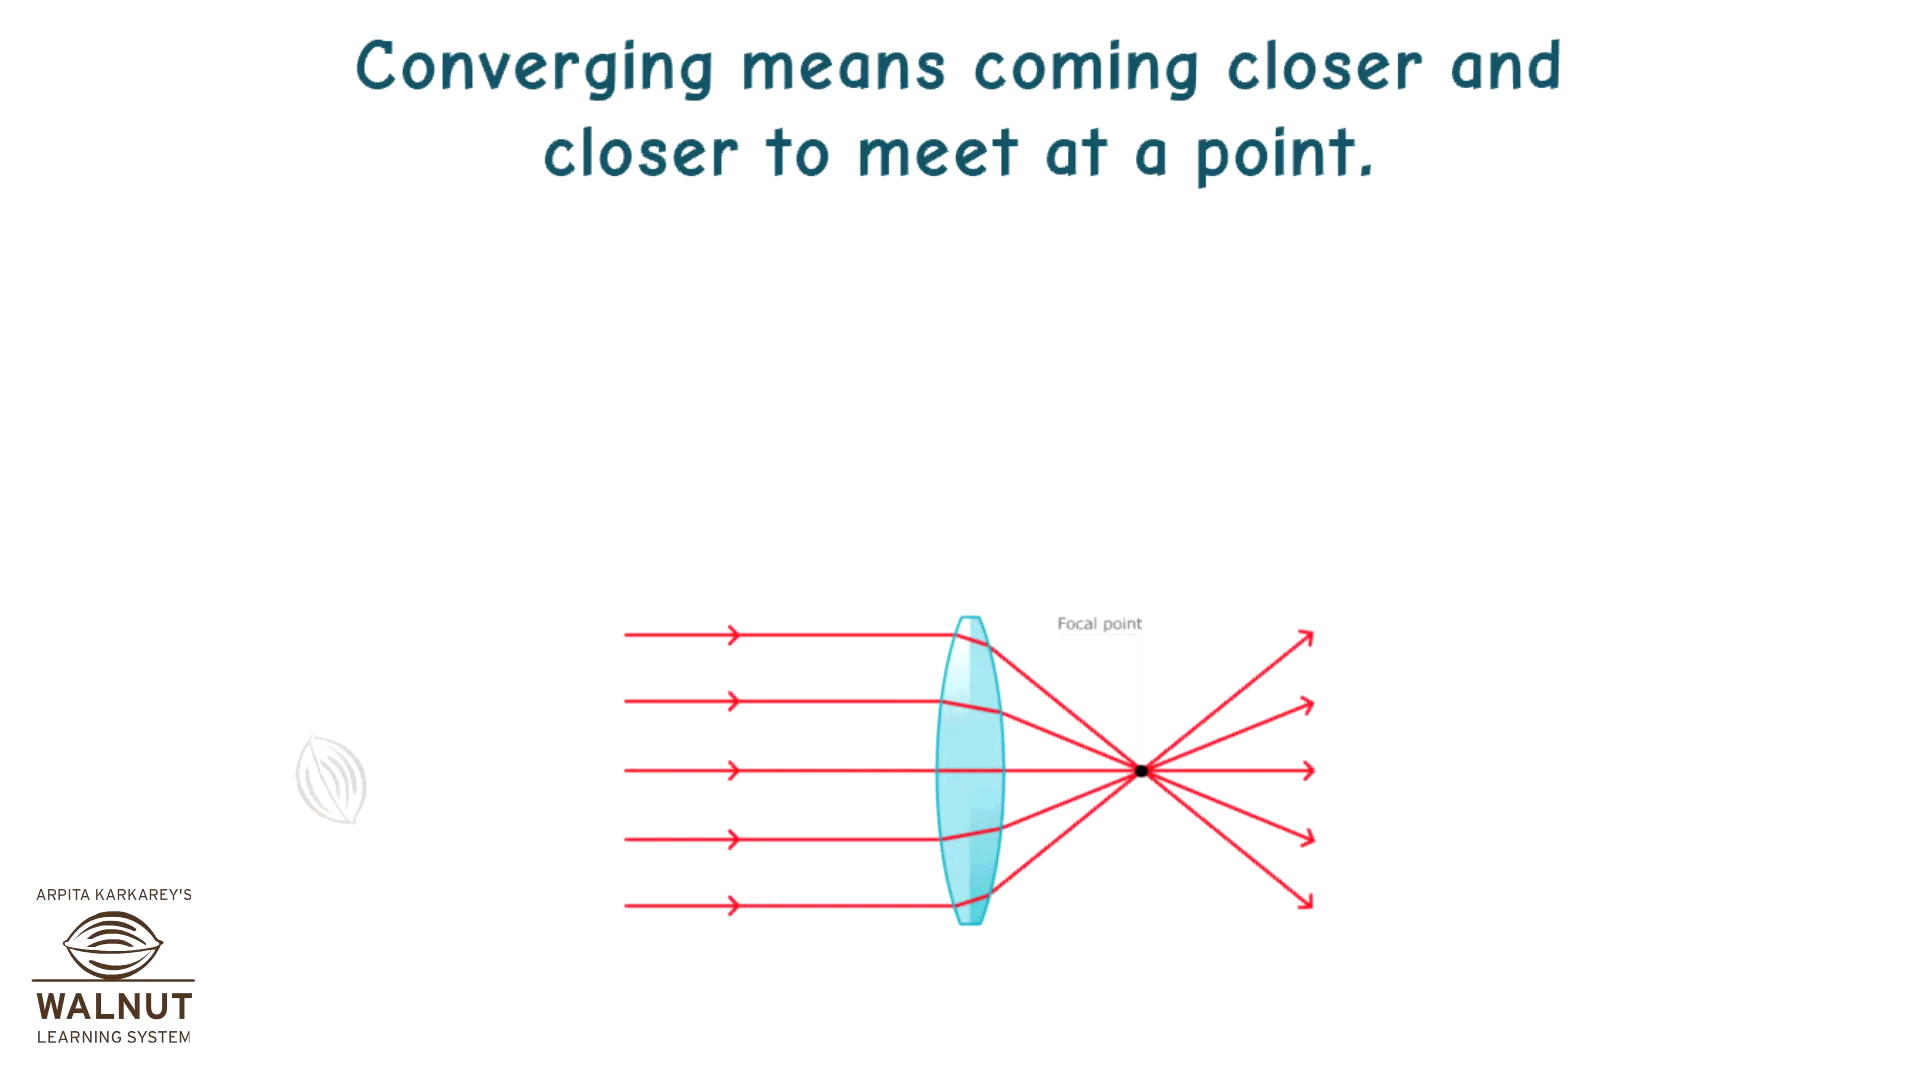 Converging means coming closer and
closer to meet at a point.
Focal point
ARPITA KARKAREY'S
WALNUT
LEARNING SYSTEM